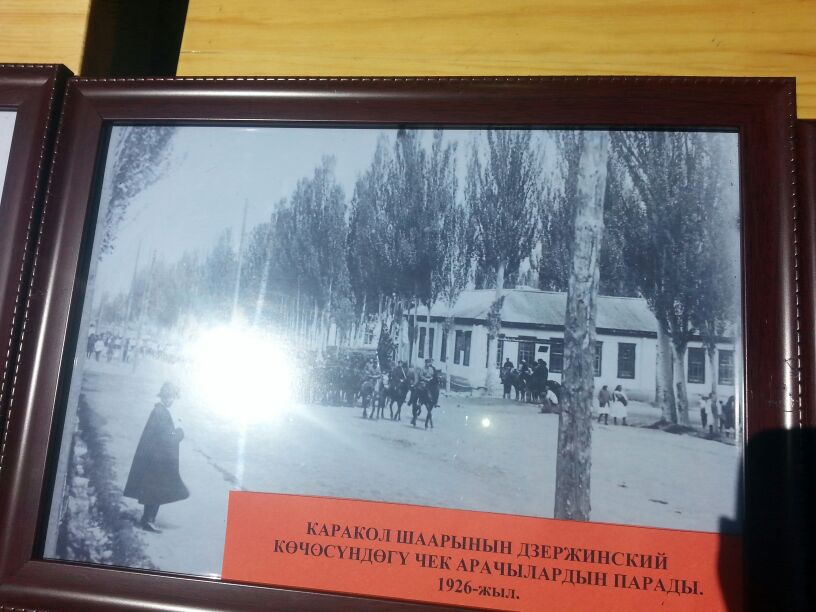 КАРАКОЛ ШААРЫНЫН ДЗЕРЖИНСКИЙ
КӨЧӨСҮНДӨГҮ ЧЕК АРАЧЫЛАРДЫН ПАРАДЫ.
1926-жыл.